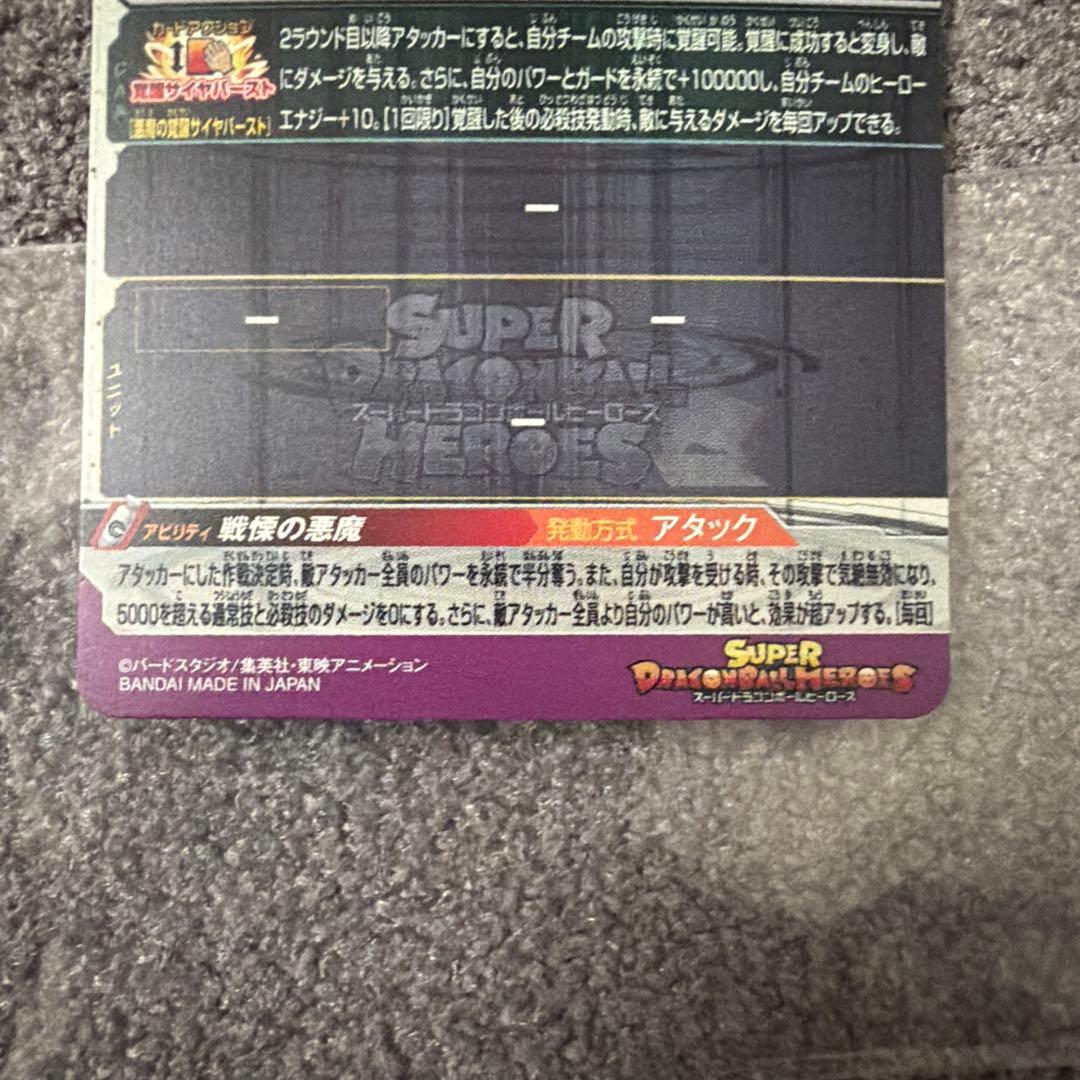 カードアクション
覚醒サイヤバースト
[悪魔の覚醒サイヤバースト]
2ラウンド目以降アタッカーにすると、自分チームの攻撃時に覚醒可能。覚醒に成功すると変身し、敵
にダメージを与える。さらに、自分のパワーとガードを永続で+100000し、自分チームのヒーロー
エナジー+10。[1回限り]覚醒した後の必殺技発動時、敵に与えるダメージを毎回アップできる。
ー
ー
ー
ユニット
SUPER
DRAGON BALL
スーパードラゴンボールヒーローズ
HEROES
ー
アビリティ 戦慄の悪魔 発動方式 アタック
アタッカーにした作戦決定時、敵アタッカー全員のパワーを永続で半分奪う。また、自分が攻撃を受ける時、その攻撃で気絶無効になり、
5000を超える通常技と必殺技のダメージを0にする。さらに、敵アタッカー全員より自分のパワーが高いと、効果が超アップする。[毎回]
©バードスタジオ/集英社・東映アニメーション
BANDAI MADE IN JAPAN
SUPER
DRAGON BALL HEROES
スーパードラゴンボールヒーローズ